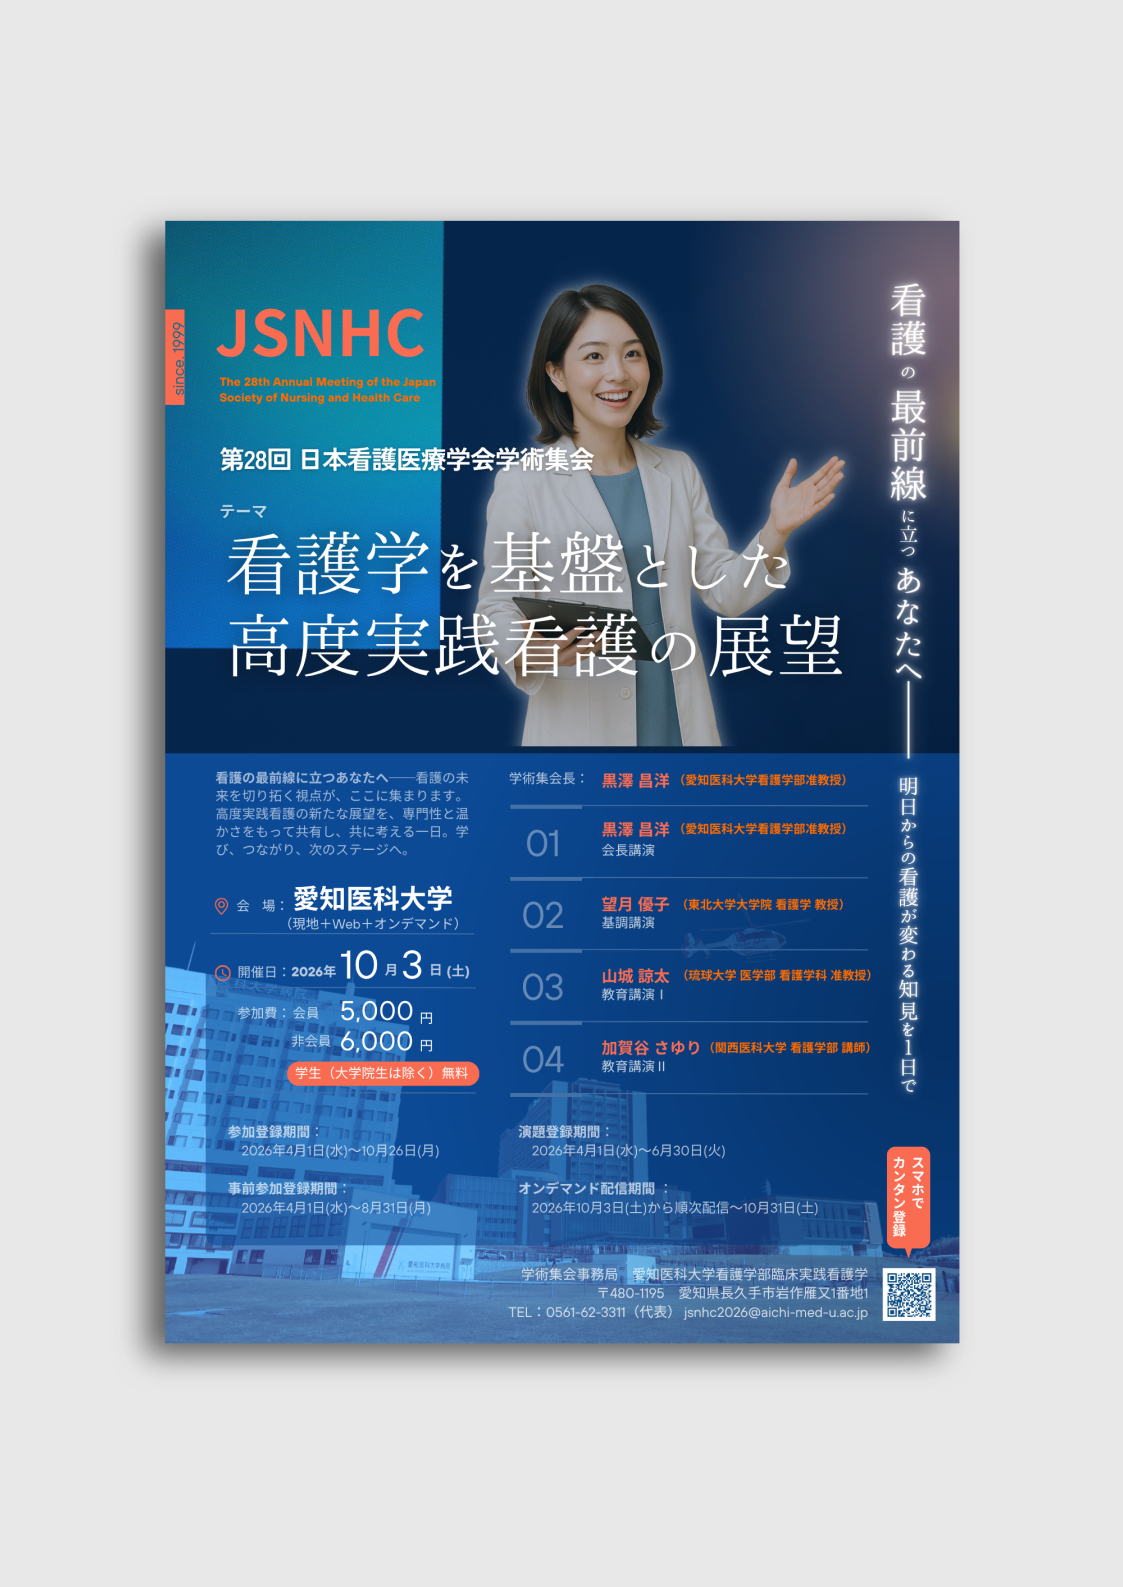 since. 1999
JSNHC
The 28th Annual Meeting of the Japan
Society of Nursing and Health Care
第28回 日本看護医療学会学術集会
テーマ
看護学を基盤とした
高度実践看護の展望
看護の最前線に立つあなたへ――
明日からの看護が変わる知見を1日で
看護の最前線に立つあなたへ──看護の未
来を切り拓く視点が、ここに集まります。
高度実践看護の新たな展望を、専門性と温
かさをもって共有し、共に考える一日。学
び、つながり、次のステージへ。
会 場： 愛知医科大学
（現地＋Web＋オンデマンド）
開催日：2026年10月3日 (土)
参加費：会員 5,000 円
非会員 6,000 円
学生（大学院生は除く）無料
学術集会長： 黒澤 昌洋 （愛知医科大学看護学部准教授）
01
黒澤 昌洋 （愛知医科大学看護学部准教授）
会長講演
02
望月 優子 （東北大学大学院 看護学 教授）
基調講演
03
山城 諒太 （琉球大学 医学部 看護学科 准教授）
教育講演 I
04
加賀谷 さゆり （関西医科大学 看護学部 講師）
教育講演 II
参加登録期間：
2026年4月1日(水)～10月26日(月)
事前参加登録期間：
2026年4月1日(水)～8月31日(月)
演題登録期間：
2026年4月1日(水)～6月30日(火)
オンデマンド配信期間 ：
2026年10月3日(土)から順次配信～10月31日(土)
スマホで
カンタン登録
愛知医科大学病院
学術集会事務局 愛知医科大学看護学部臨床実践看護学
〒480-1195 愛知県長久手市岩作雁又1番地1
TEL：0561-62-3311（代表） jsnhc2026@aichi-med-u.ac.jp